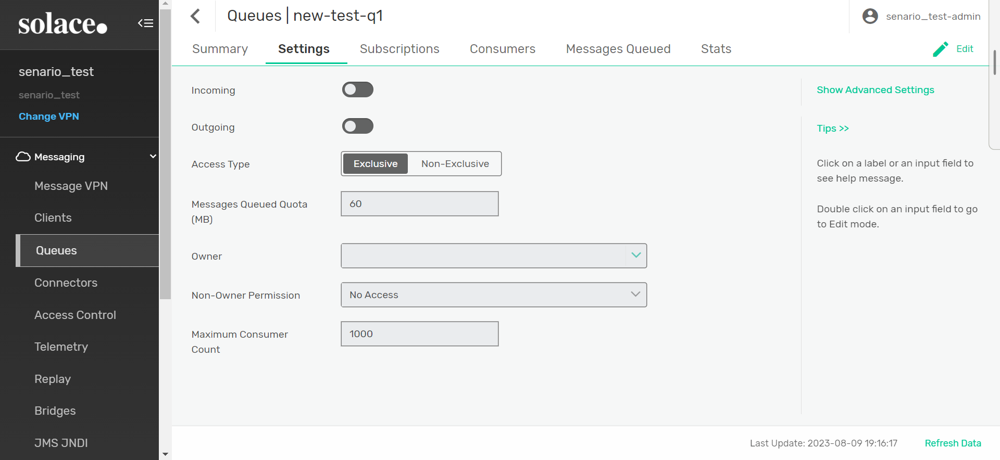 solace.
senario_test
senario_test
Change VPN
Messaging
Message VPN
Clients
Queues
Connectors
Access Control
Telemetry
Replay
Bridges
JMS JNDI
Queues | new-test-q1
senario_test-admin
Summary
Settings
Subscriptions
Consumers
Messages Queued
Stats
Edit
Incoming
Outgoing
Access Type
Exclusive
Non-Exclusive
Messages Queued Quota
(MB)
60
Owner
Non-Owner Permission
No Access
Maximum Consumer
Count
1000
Show Advanced Settings
Tips >>
Click on a label or an input field to
see help message.
Double click on an input field to go
to Edit mode.
Last Update: 2023-08-09 19:16:17
Refresh Data